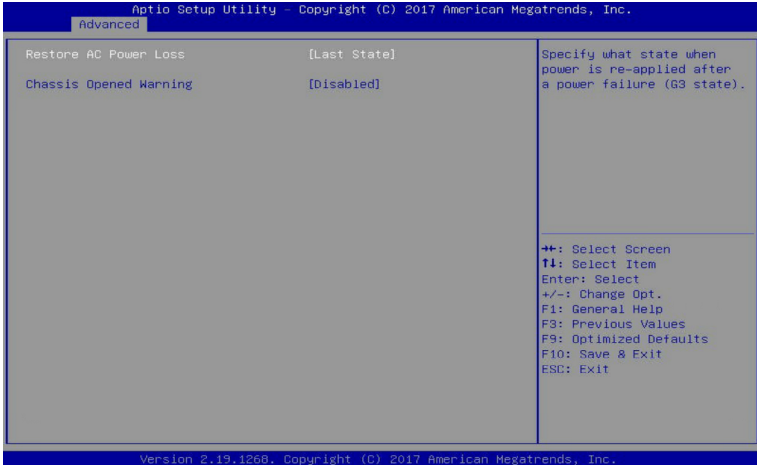 Aptio Setup Utility – Copyright (C) 2017 American Megatrends, Inc.
Advanced
Restore AC Power Loss [Last State]
Chassis Opened Warning [Disabled]
Specify what state when
power is re-applied after
a power failure (G3 state).
→←: Select Screen
↑↓: Select Item
Enter: Select
+/-: Change Opt.
F1: General Help
F3: Previous Values
F9: Optimized Defaults
F10: Save & Exit
ESC: Exit
Version 2.19.1268. Copyright (C) 2017 American Megatrends, Inc.